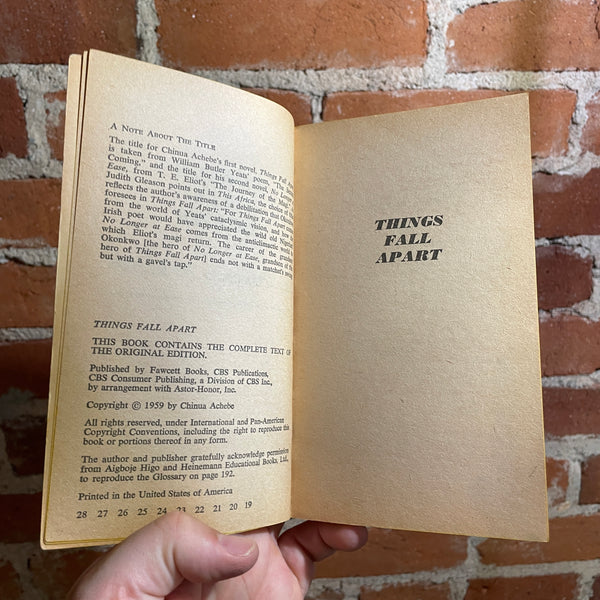 A NOTE ABOUT THE TITLE
The title for Chinua Achebe's first novel, Things Fall
is taken from William Butler Yeats' poem, "The
Coming," and the title for his second novel, No Longer
Ease, from T. E. Eliot's "The Journey of the Magi."
Judith Gleason points out in This Africa, the choice of
reflects the author's awareness of a debilitation that
foresees in Things Fall Apart: "For Things Fall Apart
from the world of Yeats' cataclysmic vision, and how
Irish poet would have appreciated the wild old Nigerian
No Longer at Ease comes from the anticlimactic world
which Eliot's magi return. The career of the grandson
Okonkwo [the hero of No Longer at Ease, grandson of the
hero of Things Fall Apart] ends not with a matchet's swing
but with a gavel's tap."
THINGS FALL APART
THIS BOOK CONTAINS THE COMPLETE TEXT OF
THE ORIGINAL EDITION.
Published by Fawcett Books, CBS Publications,
CBS Consumer Publishing, a Division of CBS Inc.,
by arrangement with Astor-Honor, Inc.
Copyright © 1959 by Chinua Achebe
All rights reserved, under International and Pan-American
Copyright Conventions, including the right to reproduce this
book or portions thereof in any form.
The author and publisher gratefully acknowledge permission
from Aigboje Higo and Heinemann Educational Books, Ltd.,
to reproduce the Glossary on page 192.
Printed in the United States of America
28 27 26 25 24 23 22 21 20 19
THINGS
FALL
APART